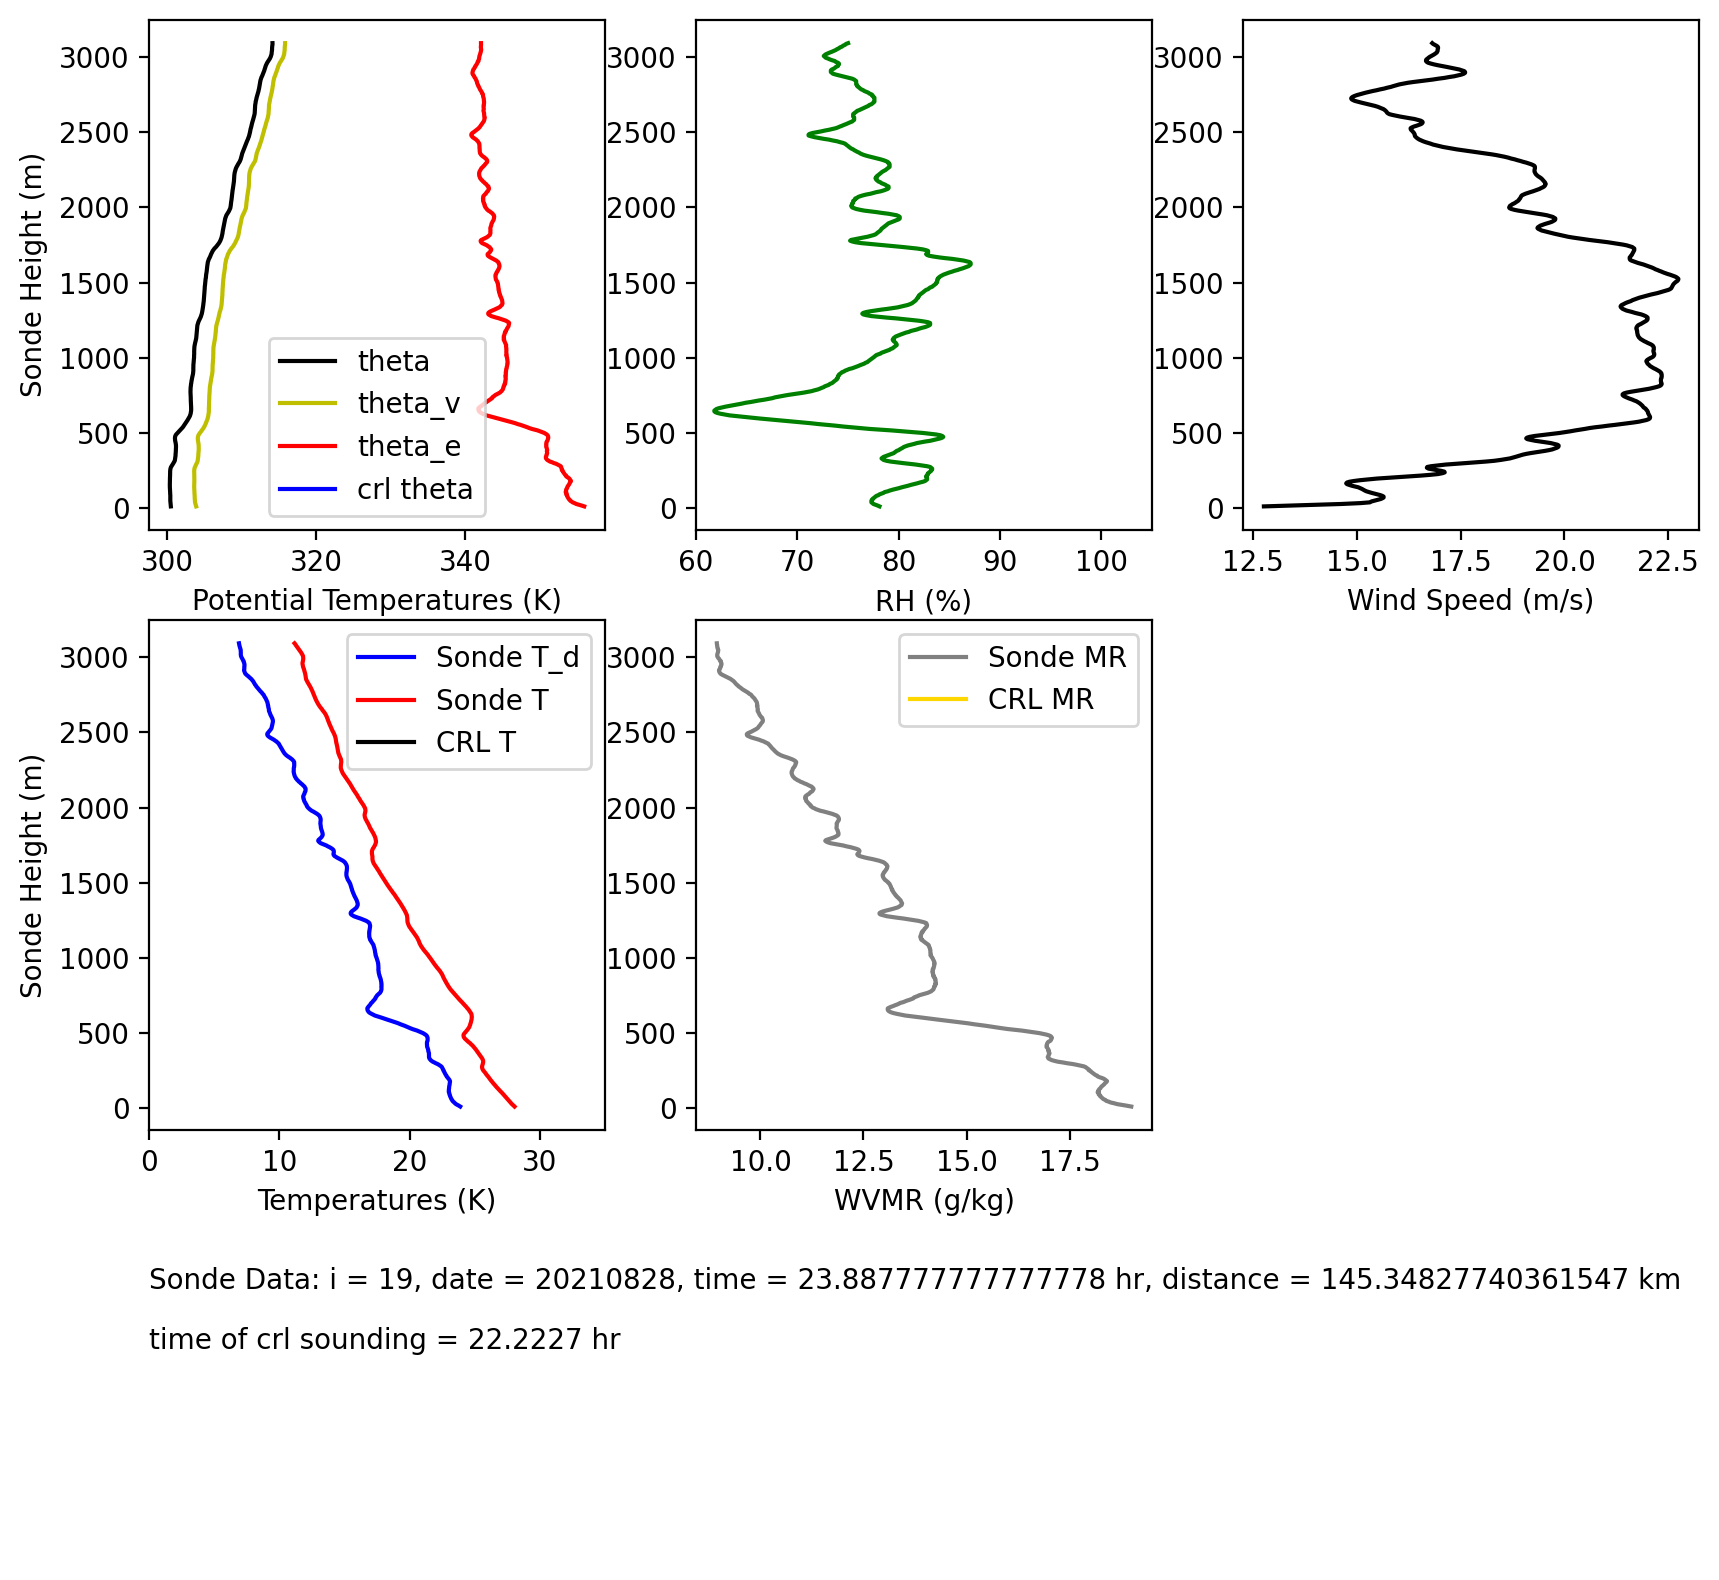 3000
2500
2000
1500
1000
500
0
Sonde Height (m)
theta
theta_v
theta_e
crl theta
300 320 340
Potential Temperatures (K)
3000
2500
2000
1500
1000
500
0
60 70 80 90 100
RH (%)
3000
2500
2000
1500
1000
500
0
12.5 15.0 17.5 20.0 22.5
Wind Speed (m/s)
3000
2500
2000
1500
1000
500
0
Sonde Height (m)
Sonde T_d
Sonde T
CRL T
0 10 20 30
Temperatures (K)
3000
2500
2000
1500
1000
500
0
Sonde MR
CRL MR
10.0 12.5 15.0 17.5
WVMR (g/kg)
Sonde Data: i = 19, date = 20210828, time = 23.887777777777778 hr, distance = 145.34827740361547 km
time of crl sounding = 22.2227 hr